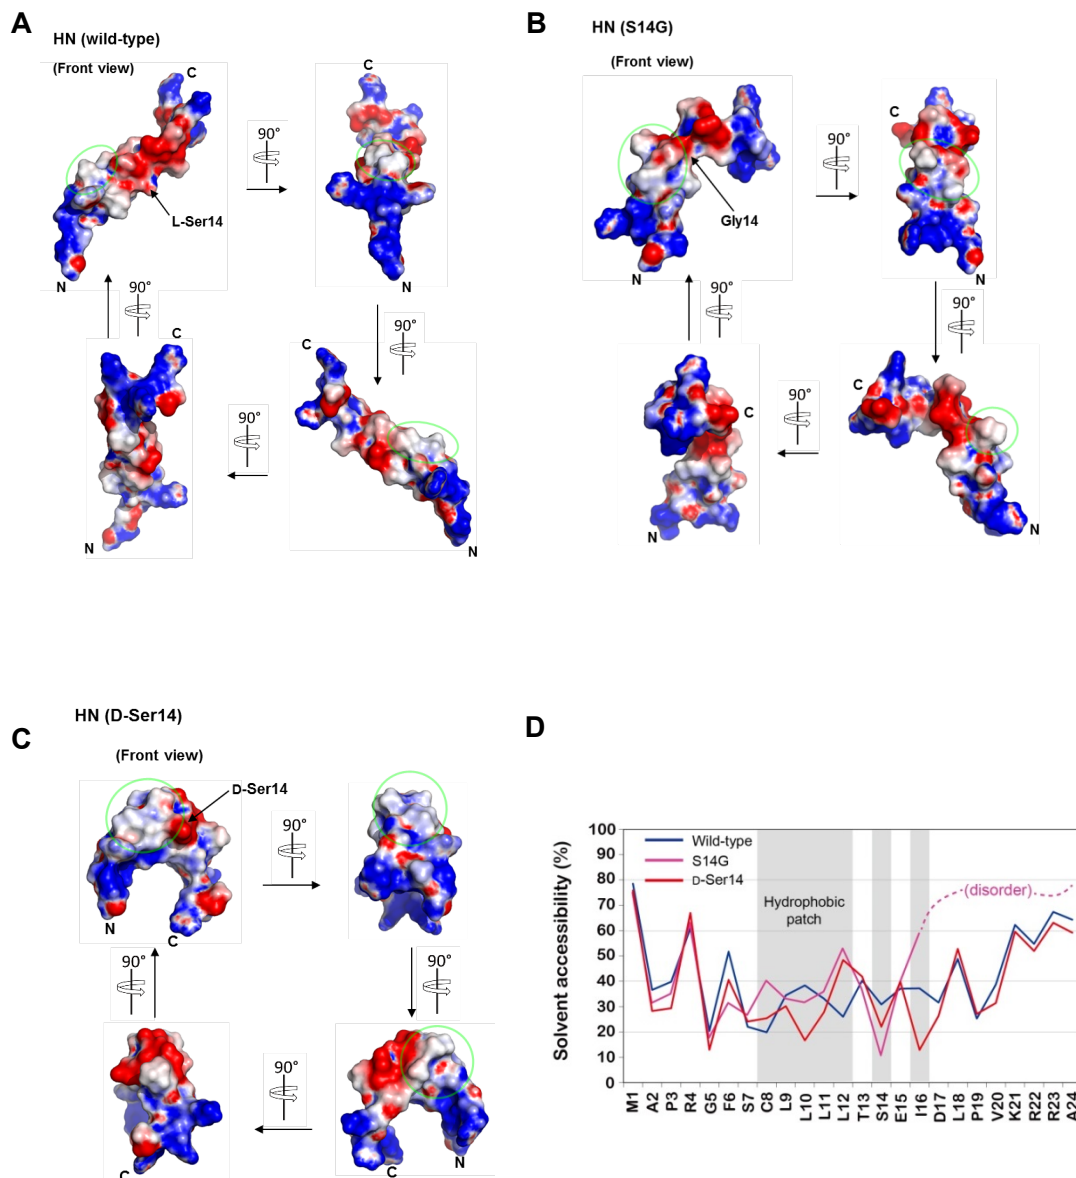 A
HN (wild-type)
(Front view)
C
L-Ser14
N
90°
C
N
90°
90°
C
N
90°
C
N
90°
B
HN (S14G)
(Front view)
Gly14
N
90°
C
N
90°
90°
C
N
90°
C
N
C
HN (D-Ser14)
(Front view)
D-Ser14
N
C
90°
90°
90°
C
90°
C
N
D
Solvent accessibility (%)
100
90
80
70
60
50
40
30
20
10
0
Wild-type
S14G
D-Ser14
Hydrophobic
patch
(disorder)
M1 A2 P3 R4 G5 F6 S7 C8 L9 L10 L11 L12 T13 S14 E15 I16 D17 L18 P19 V20 K21 R22 R23 A24